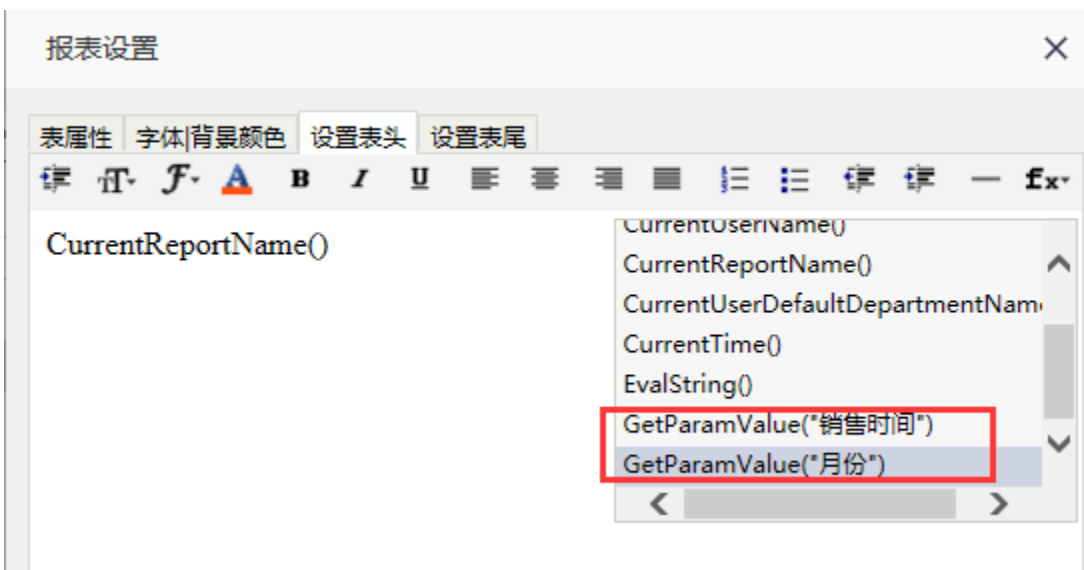 报表设置
表属性 字体|背景颜色 设置表头 设置表尾
B I U fx
CurrentReportName()
CurrentUserName()
CurrentReportName()
CurrentUserDefaultDepartmentNam
CurrentTime()
EvalString()
GetParamValue("销售时间")
GetParamValue("月份")